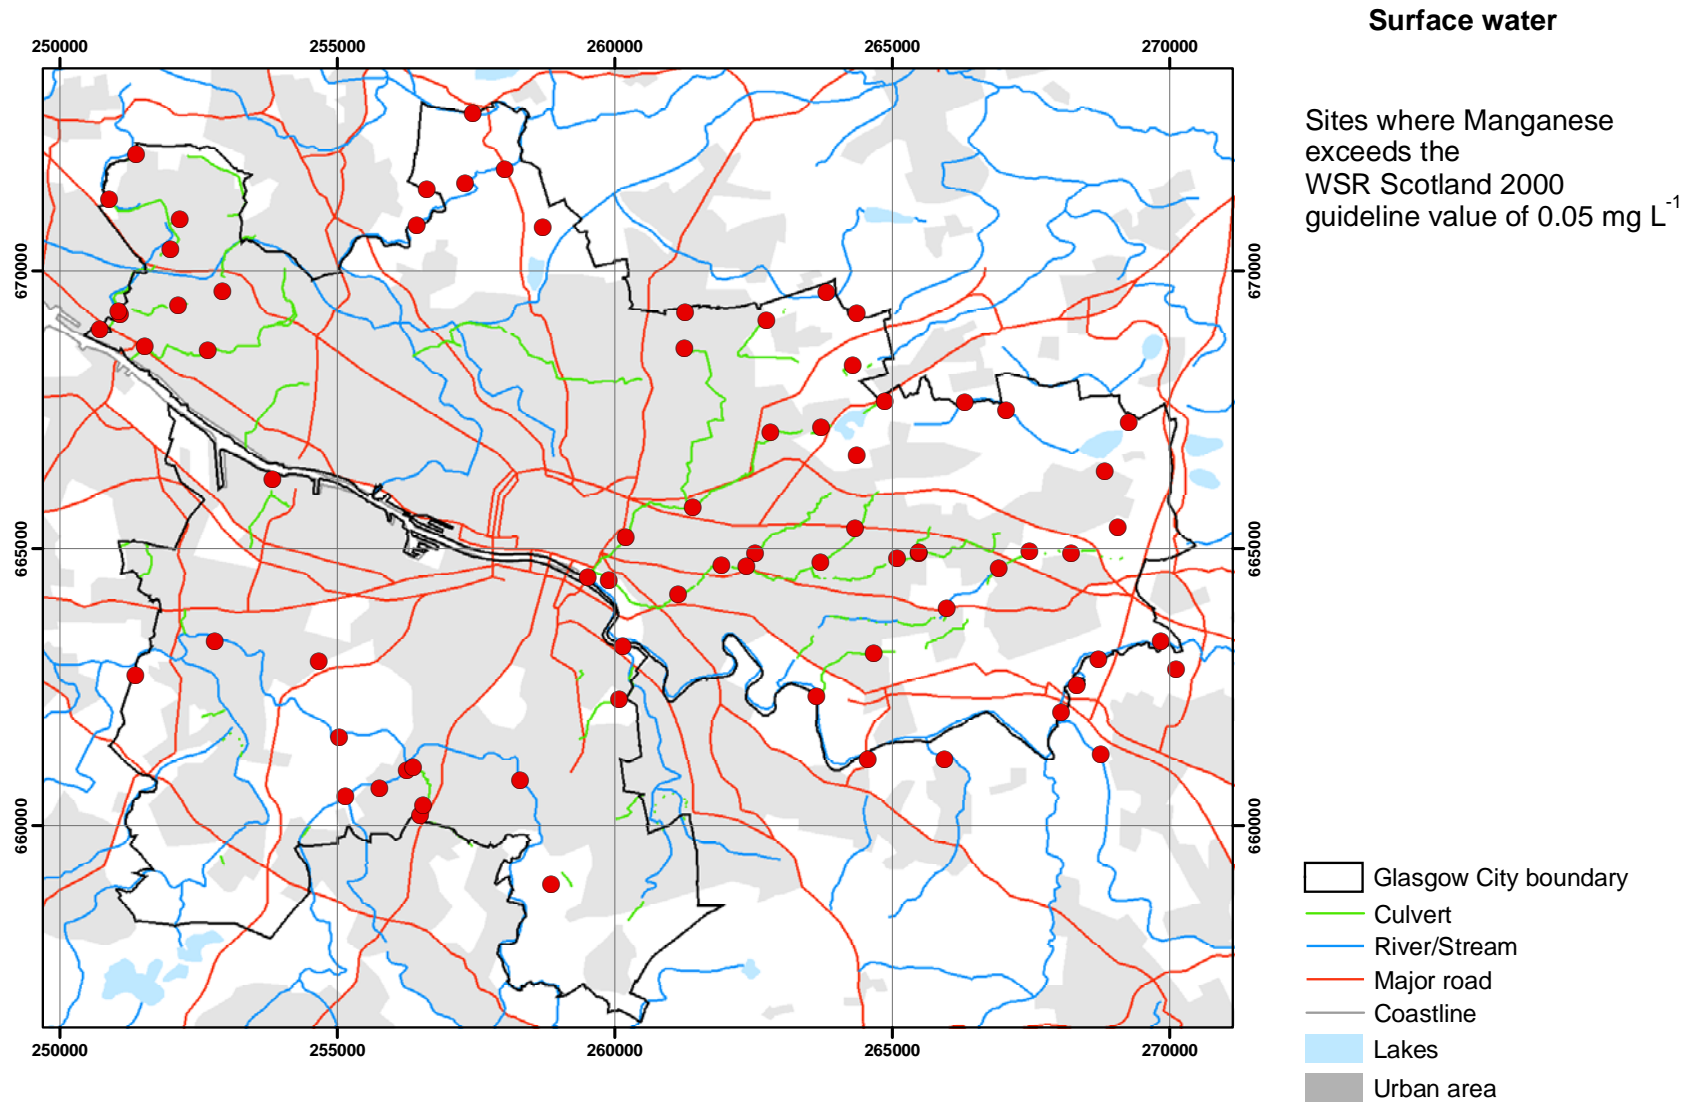 Surface water
250000 255000 260000 265000 270000
Sites where Manganese
exceeds the
WSR Scotland 2000
guideline value of 0.05 mg L-1
670000 670000
665000 665000
660000 660000
Glasgow City boundary
Culvert
River/Stream
Major road
Coastline
Lakes
Urban area
250000 255000 260000 265000 270000